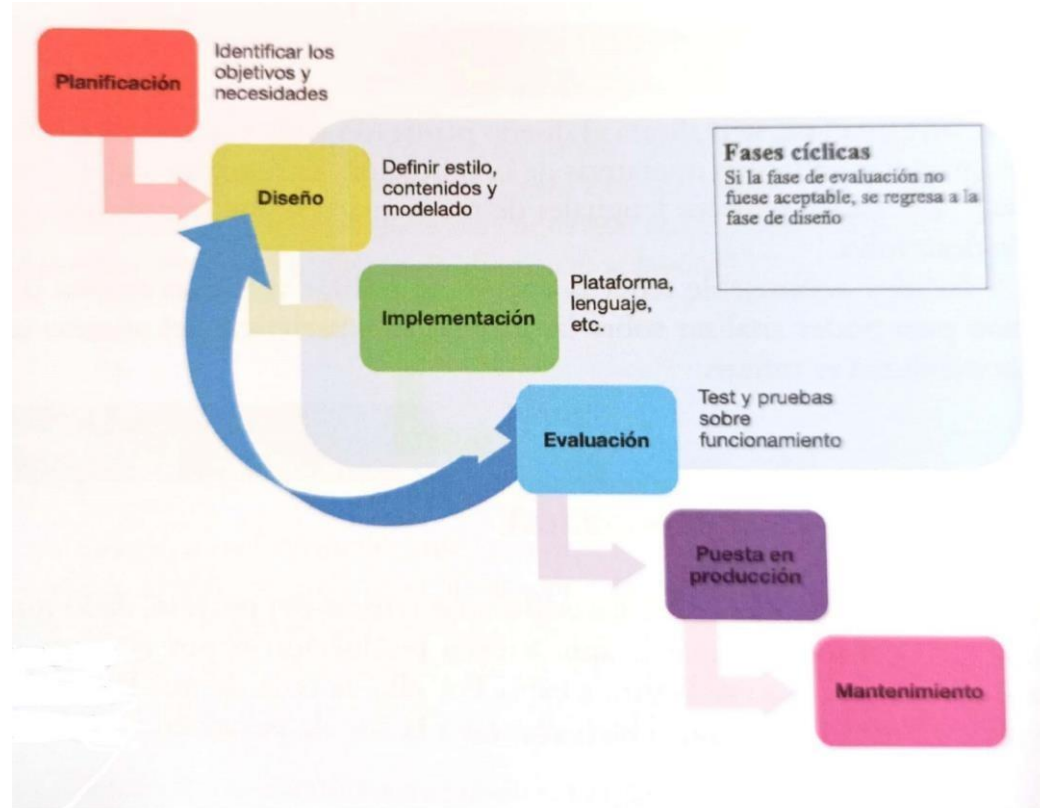 Planificación
Identificar los
objetivos y
necesidades
Diseño
Definir estilo,
contenidos y
modelado
Fases cíclicas
Si la fase de evaluación no
fuese aceptable, se regresa a la
fase de diseño
Implementación
Plataforma,
lenguaje,
etc.
Evaluación
Test y pruebas
sobre
funcionamiento
Puesta en
producción
Mantenimiento